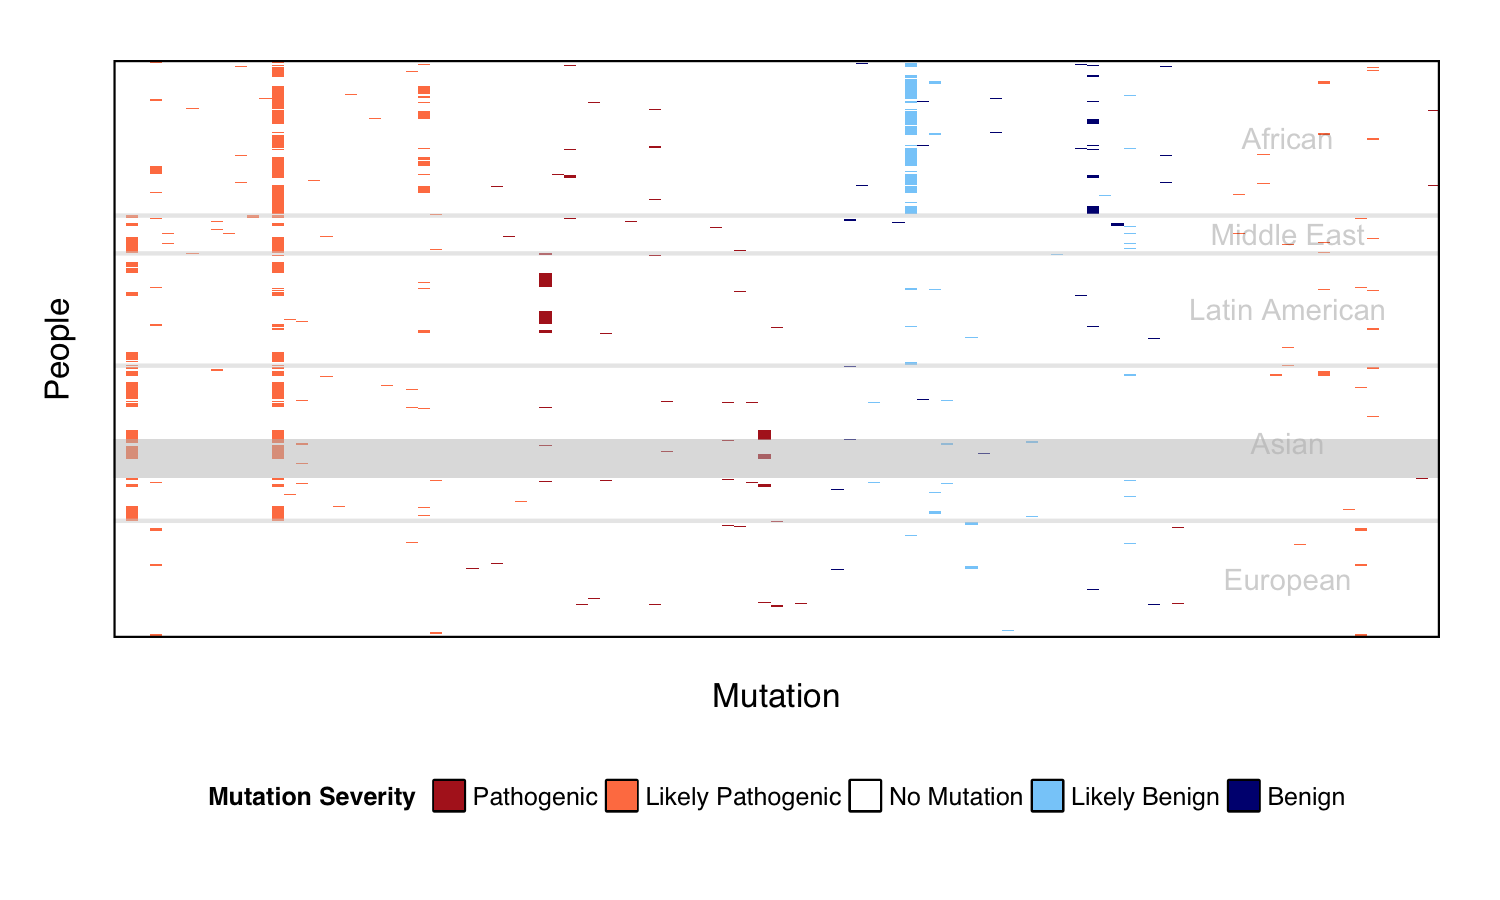 African
Middle East
Latin American
Asian
European
People
Mutation
Mutation Severity Pathogenic Likely Pathogenic No Mutation Likely Benign Benign